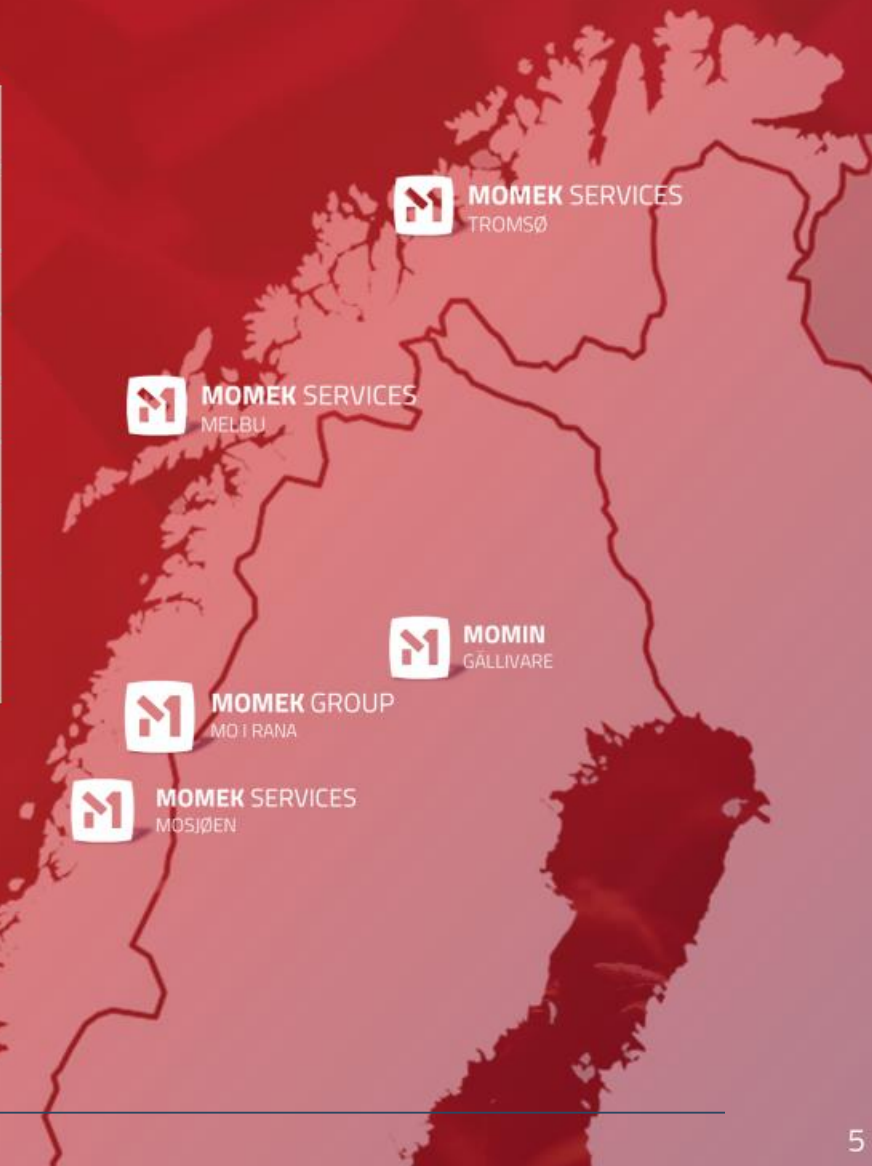 MOMEK SERVICES
TROMSØ
MOMEK SERVICES
MELBU
MOMIN
GÄLLIVARE
MOMEK GROUP
MO I RANA
MOMEK SERVICES
MOSJØEN
5